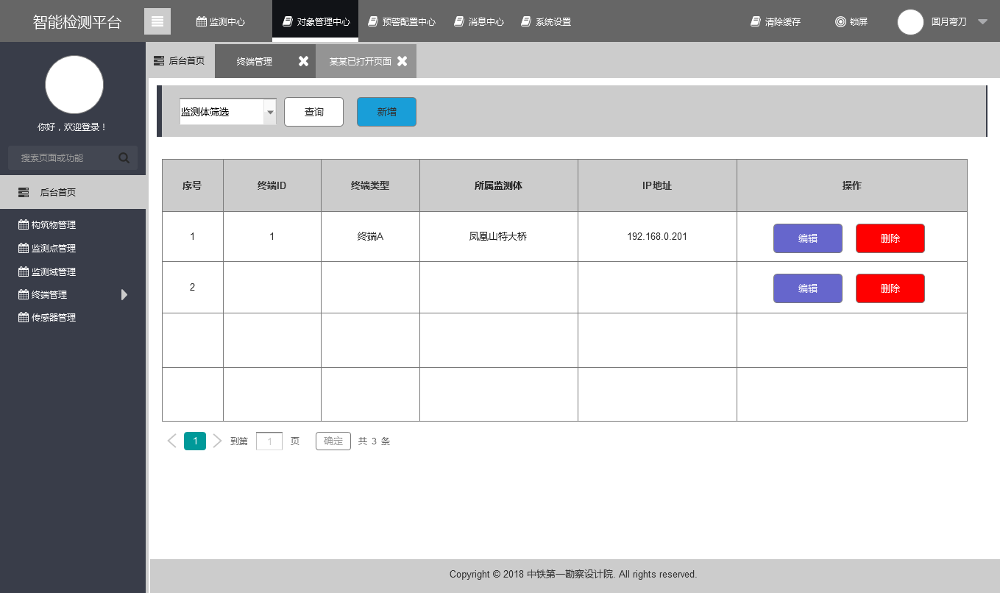 智能检测平台
监测中心
对象管理中心
预警配置中心
消息中心
系统设置
清除缓存
锁屏
圆月弯刀
后台首页
终端管理
某某已打开页面
你好，欢迎登录！
搜索页面或功能
后台首页
构筑物管理
监测点管理
监测域管理
终端管理
传感器管理
监测体筛选
查询
新增
序号 终端ID 终端类型 所属监测体 IP地址 操作
1 1 终端A 凤凰山特大桥 192.168.0.201 编辑 删除
2 编辑 删除
1 到第 1 页 确定 共 3 条
Copyright © 2018 中铁第一勘察设计院. All rights reserved.